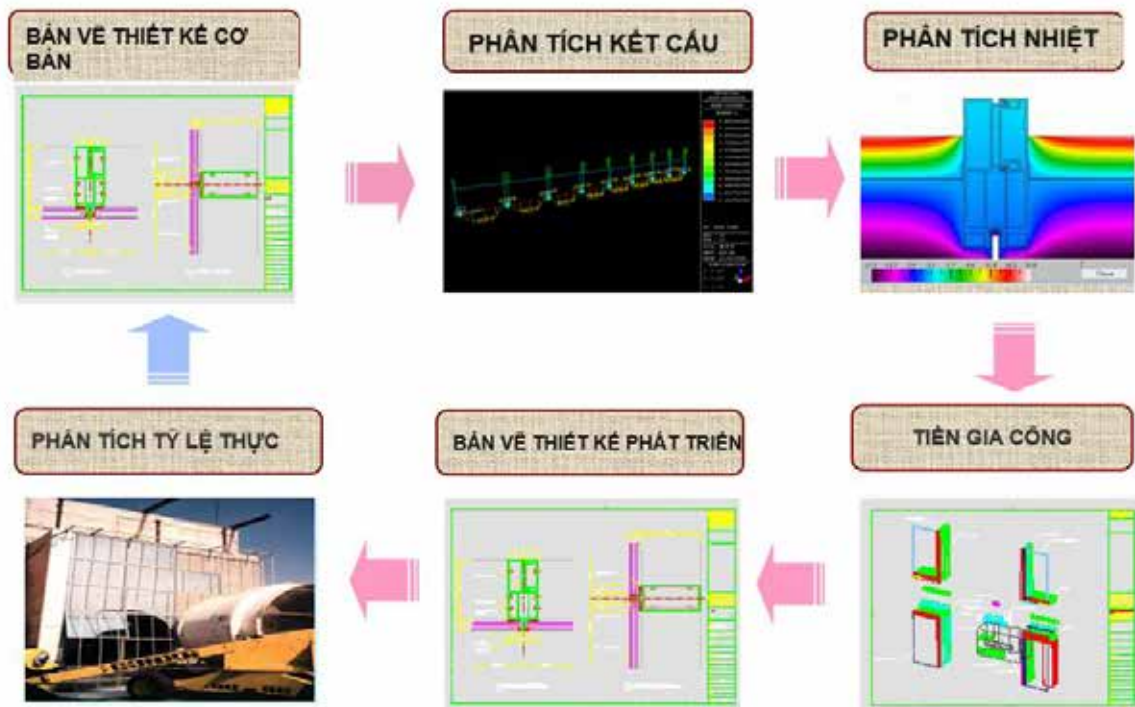 BẢN VẼ THIẾT KẾ CƠ
BẢN
PHÂN TÍCH KẾT CẤU
PHÂN TÍCH NHIỆT
PHÂN TÍCH TỶ LỆ THỰC
BẢN VẼ THIẾT KẾ PHÁT TRIỂN
TIỀN GIA CÔNG